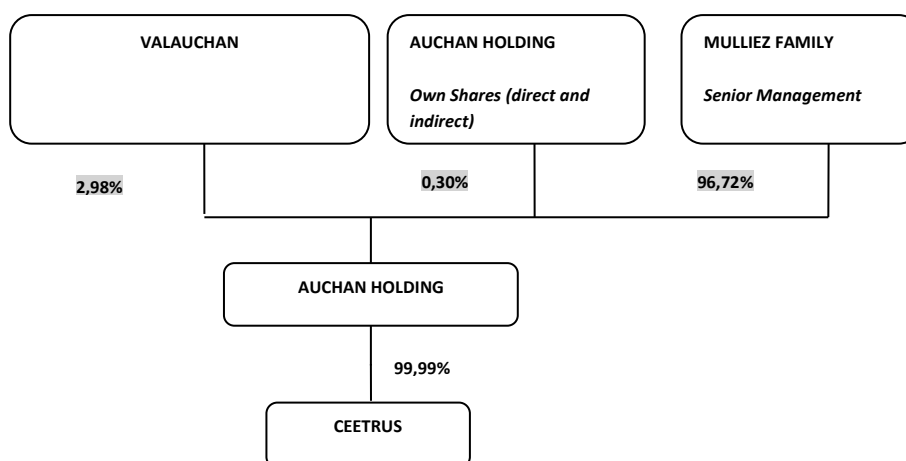 VALAUCHAN
AUCHAN HOLDING
Own Shares (direct and
indirect)
MULLIEZ FAMILY
Senior Management
2,98%
0,30%
96,72%
AUCHAN HOLDING
99,99%
CEETRUS